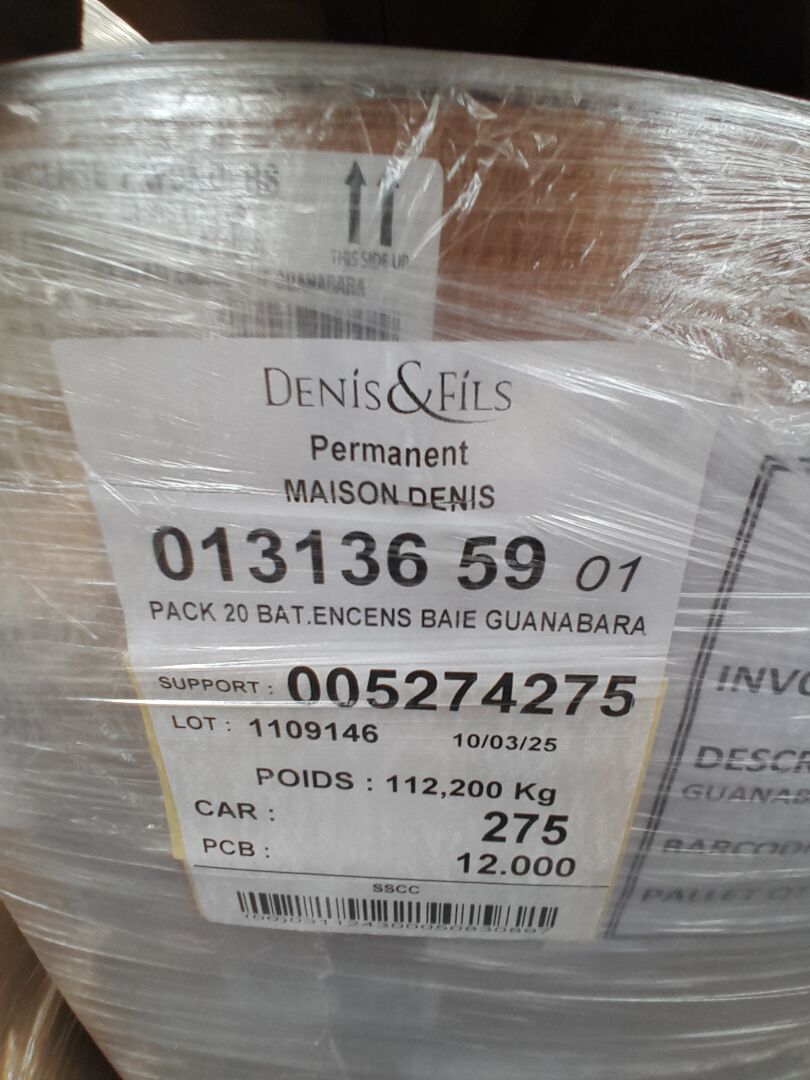 THIS SIDE UP
GUANABARA
DENIS&FILS
Permanent
MAISON DENIS
013136 59 01
PACK 20 BAT.ENCENS BAIE GUANABARA
SUPPORT : 005274275
LOT : 1109146 10/03/25
POIDS : 112,200 Kg
CAR : 275
PCB : 12.000
SSCC
INVO
DESCR
GUANAB
BARCOD
PALLET